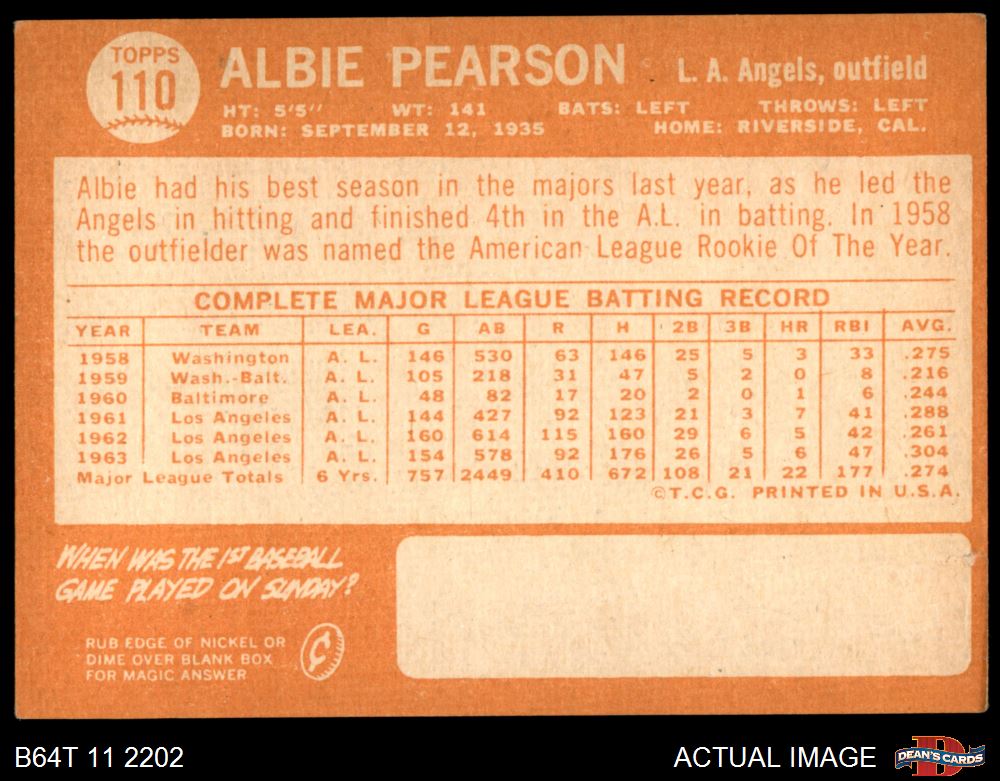 TOPPS
110
ALBIE PEARSON
L. A. Angels, outfield
HT: 5'5" WT: 141 BATS: LEFT THROWS: LEFT
BORN: SEPTEMBER 12, 1935 HOME: RIVERSIDE, CAL.
Albie had his best season in the majors last year, as he led the
Angels in hitting and finished 4th in the A.L. in batting. In 1958
the outfielder was named the American League Rookie Of The Year.
COMPLETE MAJOR LEAGUE BATTING RECORD
YEAR TEAM LEA. G AB R H 2B 3B HR RBI AVG.
1958 Washington A. L. 146 530 63 146 25 5 3 33 .275
1959 Wash.-Balt. A. L. 105 218 31 47 5 2 0 8 .216
1960 Baltimore A. L. 48 82 17 20 2 0 1 6 .244
1961 Los Angeles A. L. 144 427 92 123 21 3 7 41 .288
1962 Los Angeles A. L. 160 614 115 160 29 6 5 42 .261
1963 Los Angeles A. L. 154 578 92 176 26 5 6 47 .304
Major League Totals 6 Yrs. 757 2449 410 672 108 21 22 177 .274
©T.C.G. PRINTED IN U.S.A.
WHEN WAS THE 1ST BASEBALL
GAME PLAYED ON SUNDAY?
RUB EDGE OF NICKEL OR
DIME OVER BLANK BOX
FOR MAGIC ANSWER
¢
B64T 11 2202
ACTUAL IMAGE
DEAN'S CARDS